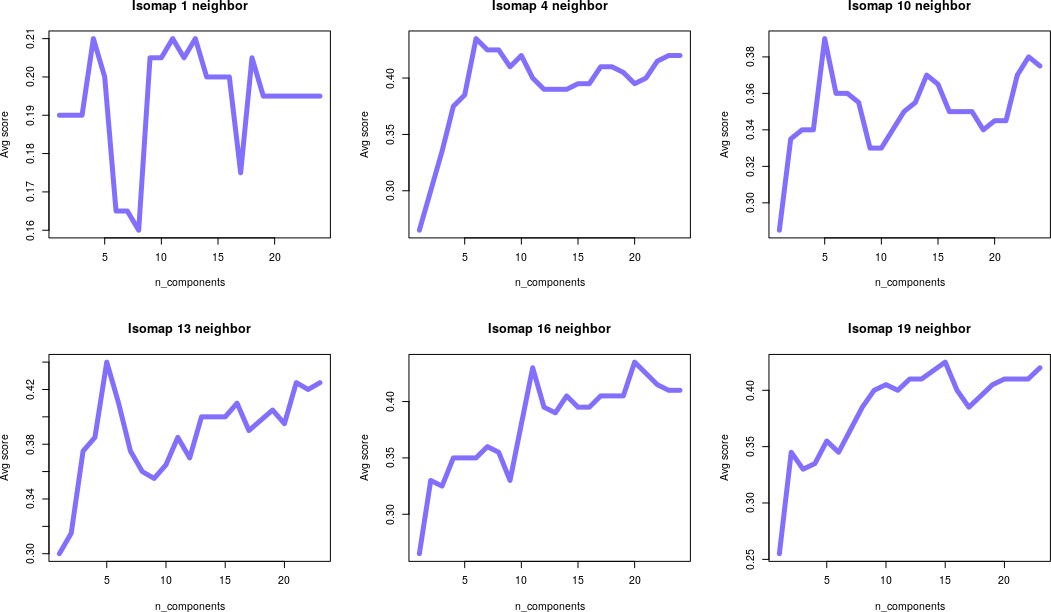 Isomap 1 neighbor
Avg score
0.16 0.17 0.18 0.19 0.20 0.21
5 10 15 20
n_components
Isomap 4 neighbor
Avg score
0.30 0.35 0.40
5 10 15 20
n_components
Isomap 10 neighbor
Avg score
0.30 0.32 0.34 0.36 0.38
5 10 15 20
n_components
Isomap 13 neighbor
Avg score
0.30 0.34 0.38 0.42
5 10 15 20
n_components
Isomap 16 neighbor
Avg score
0.30 0.35 0.40
5 10 15 20
n_components
Isomap 19 neighbor
Avg score
0.25 0.30 0.35 0.40
5 10 15 20
n_components